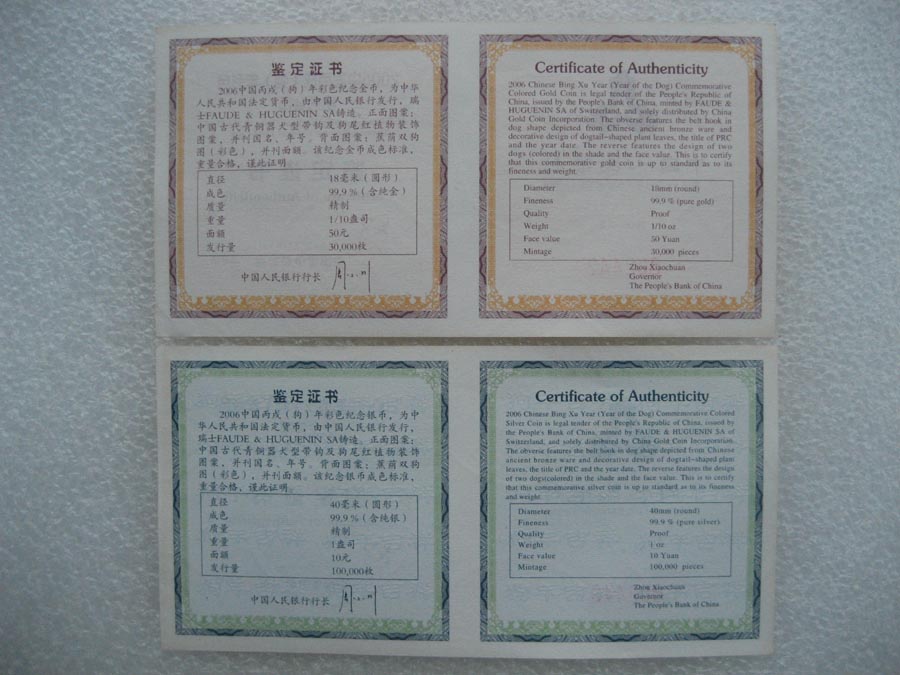 鉴定证书
2006中国丙戌(狗)年彩色纪念金币，为中华
人民共和国法定货币，由中国人民银行发行，瑞
士FAUDE & HUGUENIN SA铸造。正面图案：
中国古代青铜器犬型带钩及狗尾红植物装饰
图案，并刊国名、年号。背面图案：蕉荫双狗
图(彩色)，并刊面额。该纪念金币成色标准，
重量合格，谨此证明。
直径 18毫米(圆形)
成色 99.9%(含纯金)
质量 精制
重量 1/10盎司
面额 50元
发行量 30,000枚
中国人民银行行长
Certificate of Authenticity
2006 Chinese Bing Xu Year (Year of the Dog) Commemorative
Colored Gold Coin is legal tender of the People's Republic of
China, issued by the People's Bank of China, minted by FAUDE &
HUGUENIN SA of Switzerland, and solely distributed by China
Gold Coin Incorporation. The obverse features the belt hook in
dog shape depicted from Chinese ancient bronze ware and
decorative design of dogtail-shaped plant leaves, the title of PRC
and the year date. The reverse features the design of two
dogs (colored) in the shade and the face value. This is to certify
that this commemorative gold coin is up to standard as to its
fineness and weight.
Diameter 18mm (round)
Fineness 99.9 % (pure gold)
Quality Proof
Weight 1/10 oz
Face value 50 Yuan
Mintage 30,000 pieces
Zhou Xiaochuan
Governor
The People's Bank of China
鉴定证书
2006中国丙戌(狗)年彩色纪念银币，为中
华人民共和国法定货币，由中国人民银行发行，
瑞士FAUDE & HUGUENIN SA铸造。正面图案：
中国古代青铜器犬型带钩及狗尾红植物装饰
图案，并刊国名、年号。背面图案：蕉荫双狗
图(彩色)，并刊面额。该纪念银币成色标准，
重量合格，谨此证明。
直径 40毫米(圆形)
成色 99.9%(含纯银)
质量 精制
重量 1盎司
面额 10元
发行量 100,000枚
中国人民银行行长
Certificate of Authenticity
2006 Chinese Bing Xu Year (Year of the Dog) Commemorative Colored
Silver Coin is legal tender of the People's Republic of China, issued by
the People's Bank of China, minted by FAUDE & HUGUENIN SA of
Switzerland, and solely distributed by China Gold Coin Incorporation.
The obverse features the belt hook in dog shape depicted from Chinese
ancient bronze ware and decorative design of dogtail-shaped plant
leaves, the title of PRC and the year date. The reverse features the design
of two dogs(colored) in the shade and the face value. This is to certify
that this commemorative silver coin is up to standard as to its fineness
and weight.
Diameter 40mm (round)
Fineness 99.9 % (pure silver)
Quality Proof
Weight 1 oz
Face value 10 Yuan
Mintage 100,000 pieces
Zhou Xiaochuan
Governor
The People's Bank of China